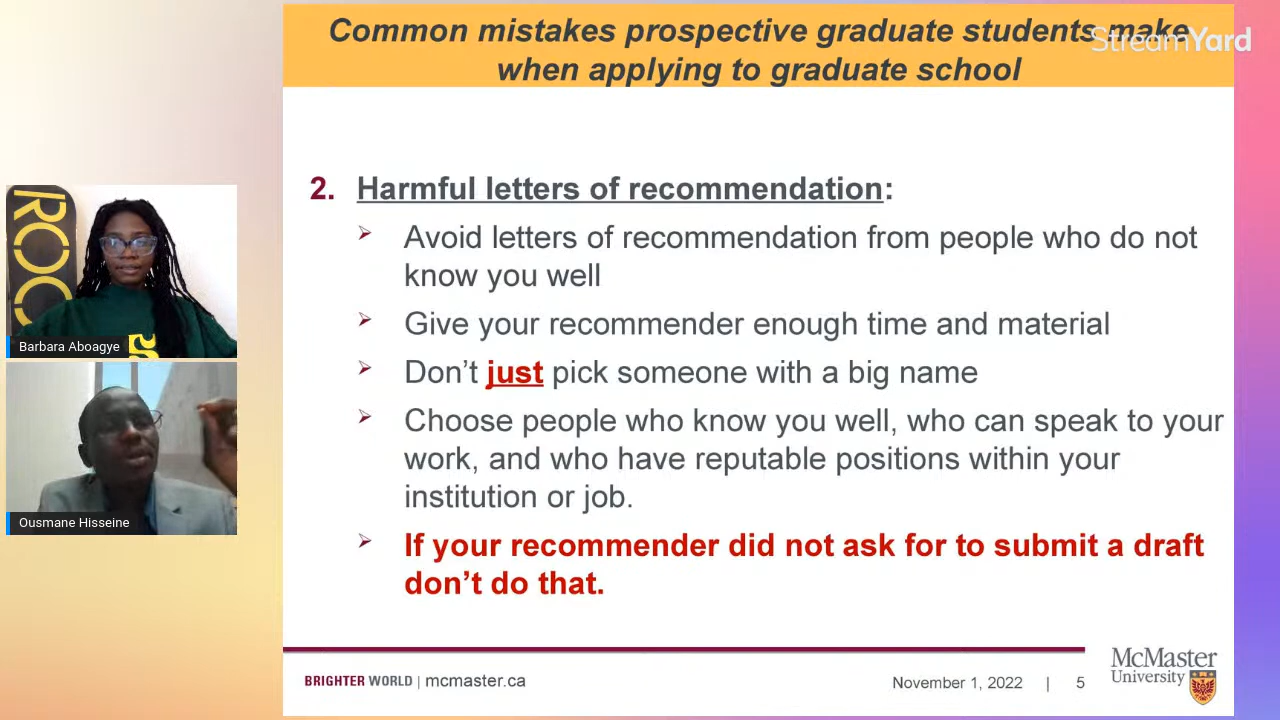 Common mistakes prospective graduate students make
when applying to graduate school
StreamYard
2. Harmful letters of recommendation:
Avoid letters of recommendation from people who do not
know you well
Give your recommender enough time and material
Don't just pick someone with a big name
Choose people who know you well, who can speak to your
work, and who have reputable positions within your
institution or job.
If your recommender did not ask for to submit a draft
don't do that.
Barbara Aboagye
Ousmane Hisseine
BRIGHTER WORLD | mcmaster.ca
November 1, 2022 | 5
McMaster
University